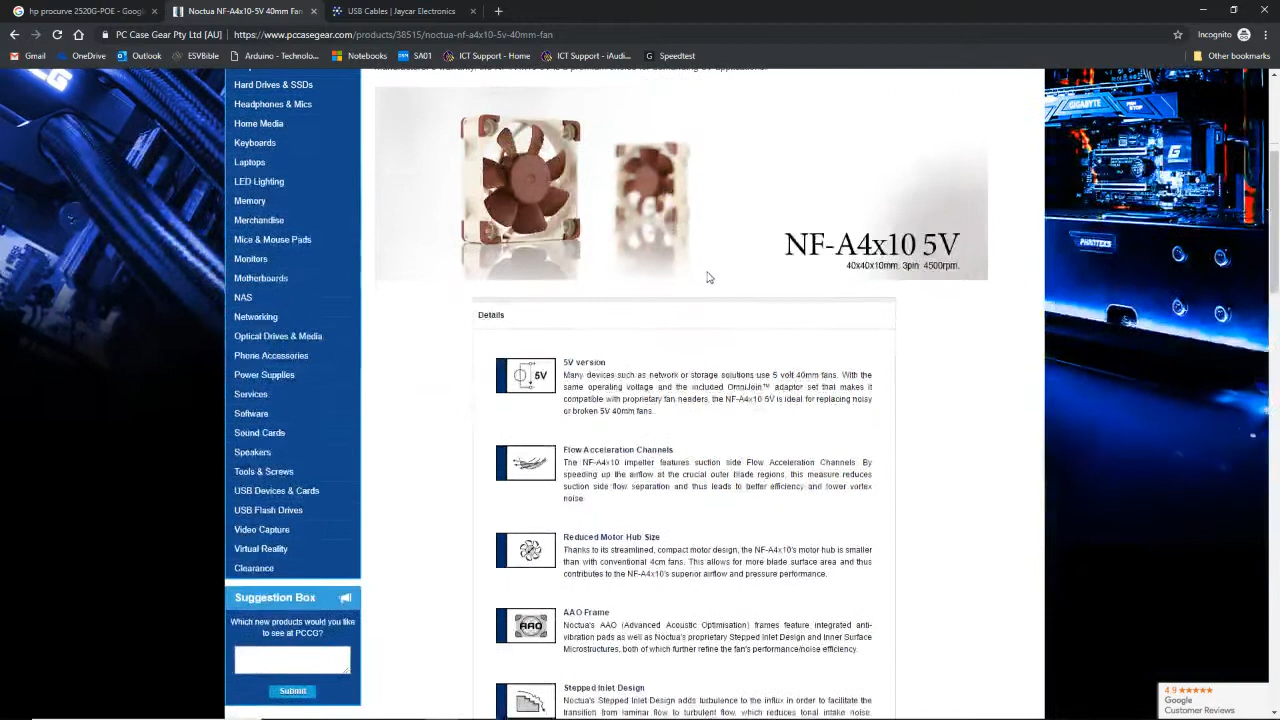 hp procurve 2520G-POE - Google
Noctua NF-A4x10-5V 40mm Fan
USB Cables | Jaycar Electronics
PC Case Gear Pty Ltd [AU]
https://www.pccasegear.com/products/38515/noctua-nf-a4x10-5v-40mm-fan
Incognito
Gmail
OneDrive
Outlook
ESVBible
Arduino - Technolo...
Notebooks
SA01
ICT Support - Home
ICT Support - iAudi...
Speedtest
Other bookmarks
Hard Drives & SSDs
Headphones & Mics
Home Media
Keyboards
Laptops
LED Lighting
Memory
Merchandise
Mice & Mouse Pads
Monitors
Motherboards
NAS
Networking
Optical Drives & Media
Phone Accessories
Power Supplies
Services
Software
Sound Cards
Speakers
Tools & Screws
USB Devices & Cards
USB Flash Drives
Video Capture
Virtual Reality
Clearance
Suggestion Box
Which new products would you like
to see at PCCG?
Submit
NF-A4x10 5V
40x40x10mm. 3pin. 4500rpm.
Details
5V
5V version
Many devices such as network or storage solutions use 5 volt 40mm fans. With the
same operating voltage and the included OmniJoin™ adaptor set that makes it
compatible with proprietary fan headers, the NF-A4x10 5V is ideal for replacing noisy
or broken 5V 40mm fans.
Flow Acceleration Channels
The NF-A4x10 impeller features suction side Flow Acceleration Channels. By
speeding up the airflow at the crucial outer blade regions, this measure reduces
suction side flow separation and thus leads to better efficiency and lower vortex
noise
Reduced Motor Hub Size
Thanks to its streamlined, compact motor design, the NF-A4x10's motor hub is smaller
than with conventional 4cm fans. This allows for more blade surface area and thus
contributes to the NF-A4x10's superior airflow and pressure performance.
AAO
AAO Frame
Noctua's AAO (Advanced Acoustic Optimisation) frames feature integrated anti-
vibration pads as well as Noctua's proprietary Stepped Inlet Design and Inner Surface
Microstructures, both of which further refine the fan's performance/noise efficiency.
Stepped Inlet Design
Noctua's Stepped Inlet Design adds turbulence to the influx in order to facilitate the
transition from laminar flow to turbulent flow, which reduces tonal intake noise,
GIGABYTE
PHANTEKS
4.9 ★★★★★
Google
Customer Reviews